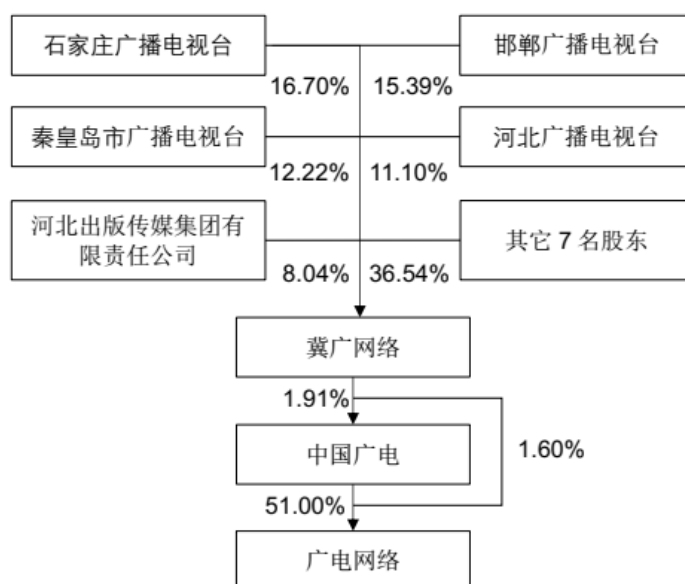 石家庄广播电视台
邯郸广播电视台
16.70%
15.39%
秦皇岛市广播电视台
河北广播电视台
12.22%
11.10%
河北出版传媒集团有
限责任公司
其它 7 名股东
8.04%
36.54%
冀广网络
1.91%
中国广电
1.60%
51.00%
广电网络